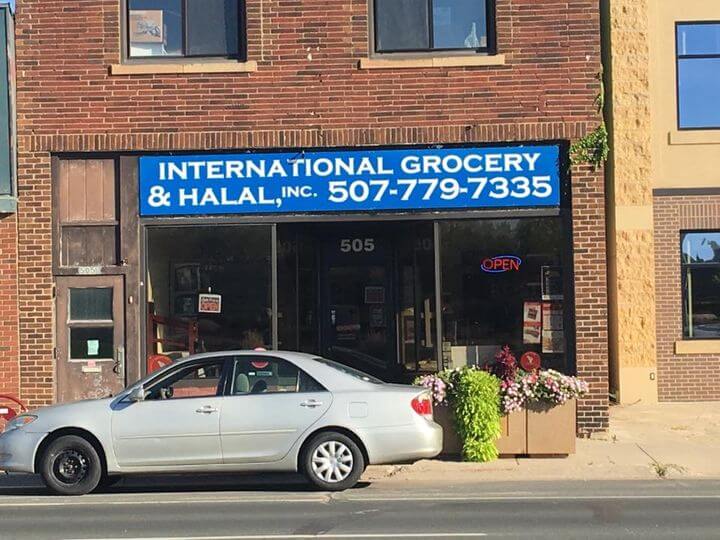 INTERNATIONAL GROCERY
& HALAL, INC. 507-779-7335
505
OPEN